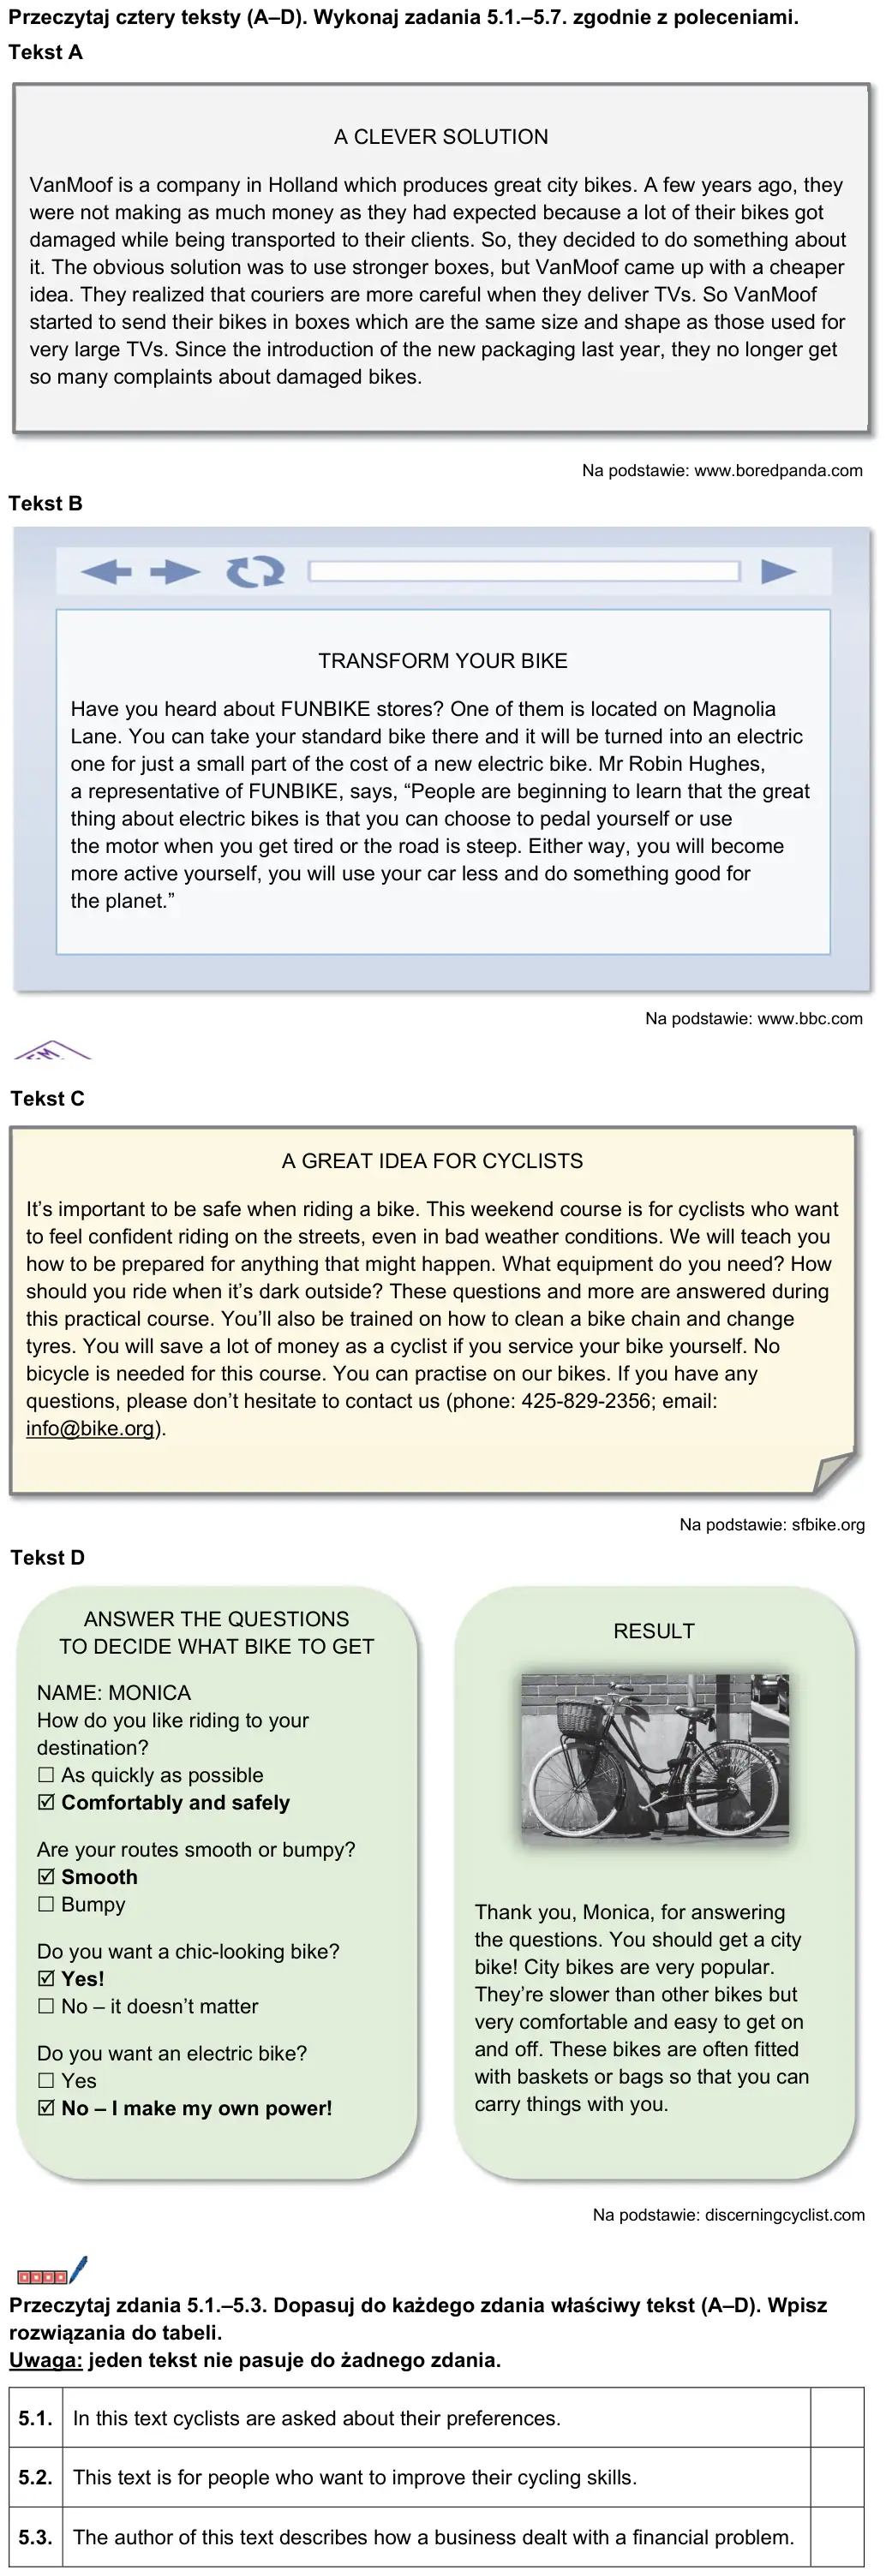 Przeczytaj cztery teksty (A–D). Wykonaj zadania 5.1.–5.7. zgodnie z poleceniami.
Tekst A
A CLEVER SOLUTION
VanMoof is a company in Holland which produces great city bikes. A few years ago, they
were not making as much money as they had expected because a lot of their bikes got
damaged while being transported to their clients. So, they decided to do something about
it. The obvious solution was to use stronger boxes, but VanMoof came up with a cheaper
idea. They realized that couriers are more careful when they deliver TVs. So VanMoof
started to send their bikes in boxes which are the same size and shape as those used for
very large TVs. Since the introduction of the new packaging last year, they no longer get
so many complaints about damaged bikes.
Na podstawie: www.boredpanda.com
Tekst B
TRANSFORM YOUR BIKE
Have you heard about FUNBIKE stores? One of them is located on Magnolia
Lane. You can take your standard bike there and it will be turned into an electric
one for just a small part of the cost of a new electric bike. Mr Robin Hughes,
a representative of FUNBIKE, says, “People are beginning to learn that the great
thing about electric bikes is that you can choose to pedal yourself or use
the motor when you get tired or the road is steep. Either way, you will become
more active yourself, you will use your car less and do something good for
the planet.”
Na podstawie: www.bbc.com
Tekst C
A GREAT IDEA FOR CYCLISTS
It’s important to be safe when riding a bike. This weekend course is for cyclists who want
to feel confident riding on the streets, even in bad weather conditions. We will teach you
how to be prepared for anything that might happen. What equipment do you need? How
should you ride when it’s dark outside? These questions and more are answered during
this practical course. You’ll also be trained on how to clean a bike chain and change
tyres. You will save a lot of money as a cyclist if you service your bike yourself. No
bicycle is needed for this course. You can practise on our bikes. If you have any
questions, please don’t hesitate to contact us (phone: 425-829-2356; email:
info@bike.org).
Na podstawie: sfbike.org
Tekst D
ANSWER THE QUESTIONS
TO DECIDE WHAT BIKE TO GET
NAME: MONICA
How do you like riding to your
destination?
☐ As quickly as possible
☑ Comfortably and safely
Are your routes smooth or bumpy?
☑ Smooth
☐ Bumpy
Do you want a chic-looking bike?
☑ Yes!
☐ No – it doesn’t matter
Do you want an electric bike?
☐ Yes
☑ No – I make my own power!
RESULT
Thank you, Monica, for answering
the questions. You should get a city
bike! City bikes are very popular.
They’re slower than other bikes but
very comfortable and easy to get on
and off. These bikes are often fitted
with baskets or bags so that you can
carry things with you.
Na podstawie: discerningcyclist.com
Przeczytaj zdania 5.1.–5.3. Dopasuj do każdego zdania właściwy tekst (A–D). Wpisz
rozwiązania do tabeli.
Uwaga: jeden tekst nie pasuje do żadnego zdania.
5.1. In this text cyclists are asked about their preferences.
5.2. This text is for people who want to improve their cycling skills.
5.3. The author of this text describes how a business dealt with a financial problem.